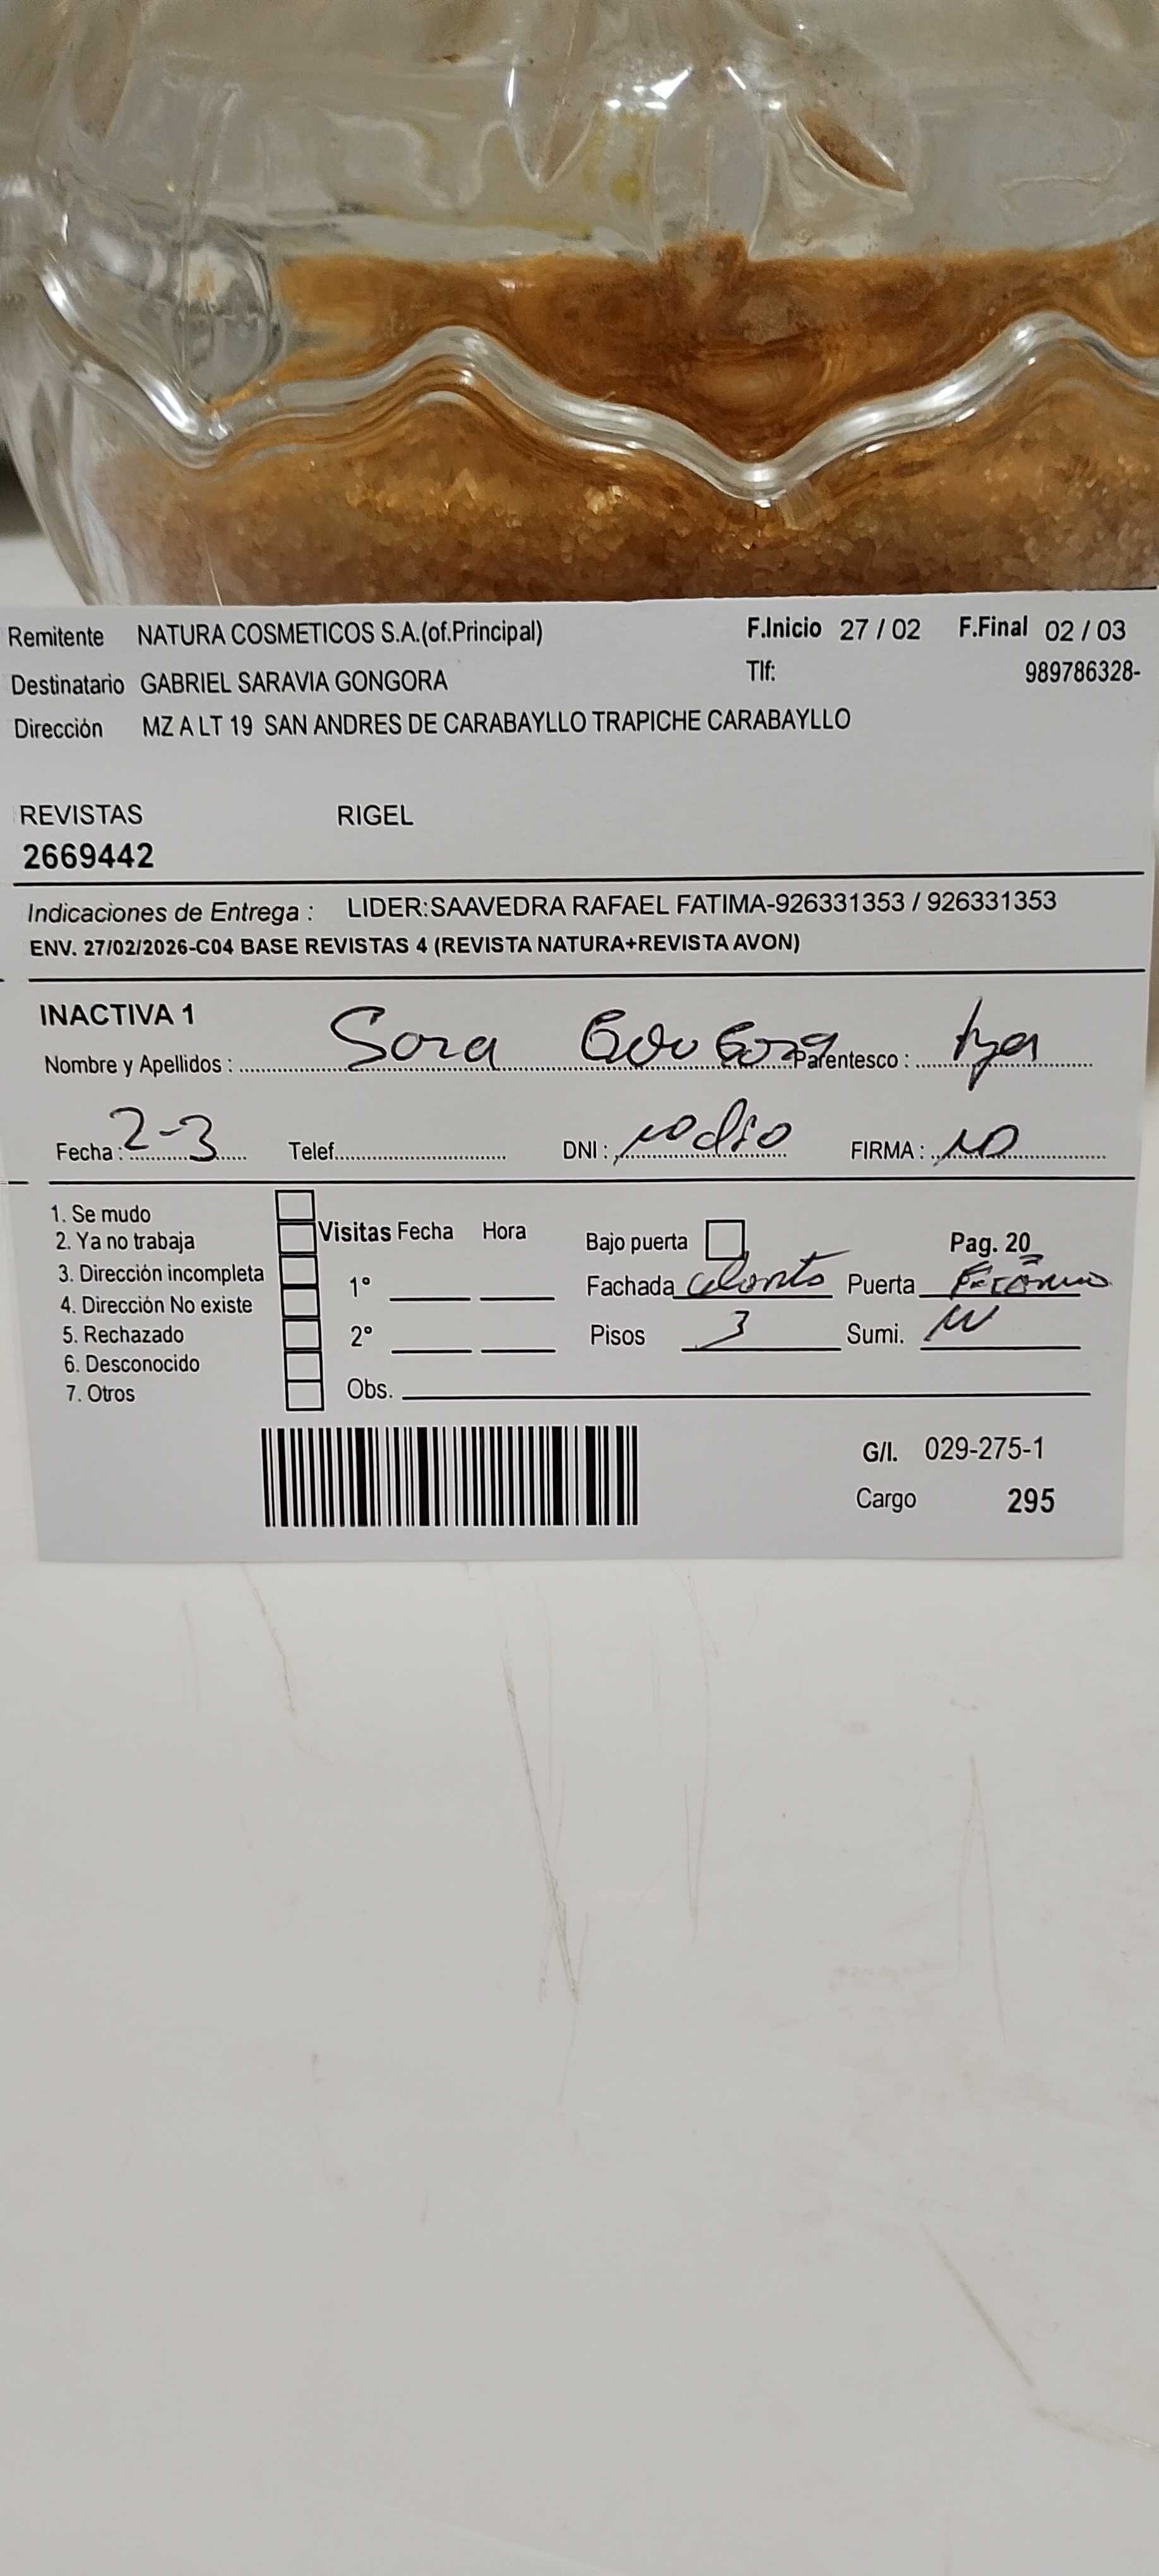 Remitente NATURA COSMETICOS S.A.(of.Principal) F.Inicio 27 / 02 F.Final 02 / 03
Destinatario GABRIEL SARAVIA GONGORA Tlf: 989786328-
Dirección MZ A LT 19 SAN ANDRES DE CARABAYLLO TRAPICHE CARABAYLLO
REVISTAS RIGEL
2669442
Indicaciones de Entrega : LIDER:SAAVEDRA RAFAEL FATIMA-926331353 / 926331353
ENV. 27/02/2026-C04 BASE REVISTAS 4 (REVISTA NATURA+REVISTA AVON)
INACTIVA 1
Nombre y Apellidos : Sora Parentesco :
Fecha : 2-3 Telef. DNI : no dio FIRMA : NO
1. Se mudo
2. Ya no trabaja
3. Dirección incompleta
4. Dirección No existe
5. Rechazado
6. Desconocido
7. Otros
Visitas Fecha Hora
1°
2°
Obs.
Bajo puerta Pag. 20
Fachada Puerta
Pisos 3 Sumi.
G/I. 029-275-1
Cargo 295